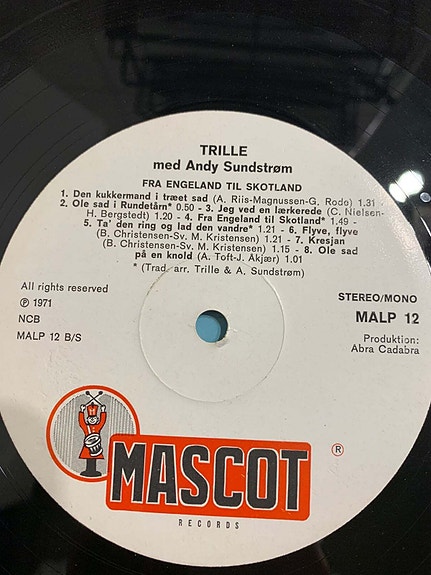 TRILLE
med Andy Sundstrøm
FRA ENGELAND TIL SKOTLAND
1. Den kukkermand i træet sad (A. Riis-Magnussen-G. Rode) 1.31 -
2. Ole sad i Rundetårn* 0.50 - 3. Jeg ved en lærkerede (C. Nielsen-
H. Bergstedt) 1.20 - 4. Fra Engeland til Skotland* 1.49 -
5. Ta' den ring og lad den vandre* 1.21 - 6. Flyve, flyve
B. Christensen-Sv. M. Kristensen) 1.21 - 7. Kresjan
(B. Christensen-Sv. M. Kristensen) 1.15 - 8. Ole sad
på en knold (A. Toft-J. Akjær) 1.01
* (Trad. arr. Trille & A. Sundstrøm)
All rights reserved
℗ 1971
NCB
MALP 12 B/S
STEREO/MONO
MALP 12
Produktion:
Abra Cadabra
MASCOT
®
RECORDS